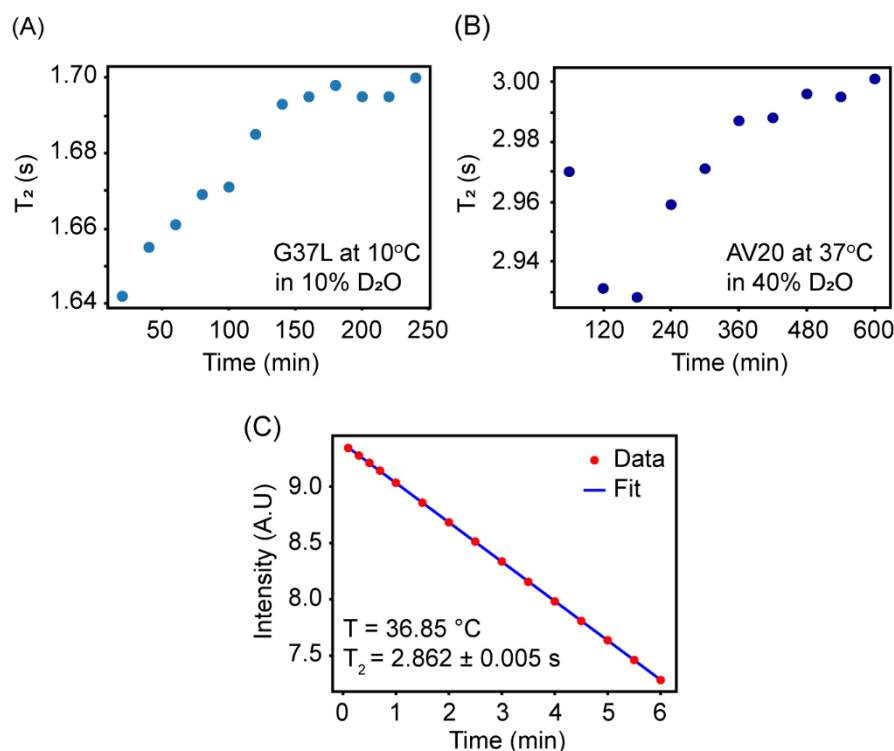 (A)
1.70
1.68
1.66
1.64
T₂ (s)
G37L at 10°C
in 10% D₂O
50 100 150 200 250
Time (min)
(B)
3.00
2.98
2.96
2.94
T₂ (s)
AV20 at 37°C
in 40% D₂O
120 240 360 480 600
Time (min)
(C)
9.0
8.5
8.0
7.5
Intensity (A.U)
Data
Fit
T = 36.85 °C
T₂ = 2.862 ± 0.005 s
0 1 2 3 4 5 6
Time (min)